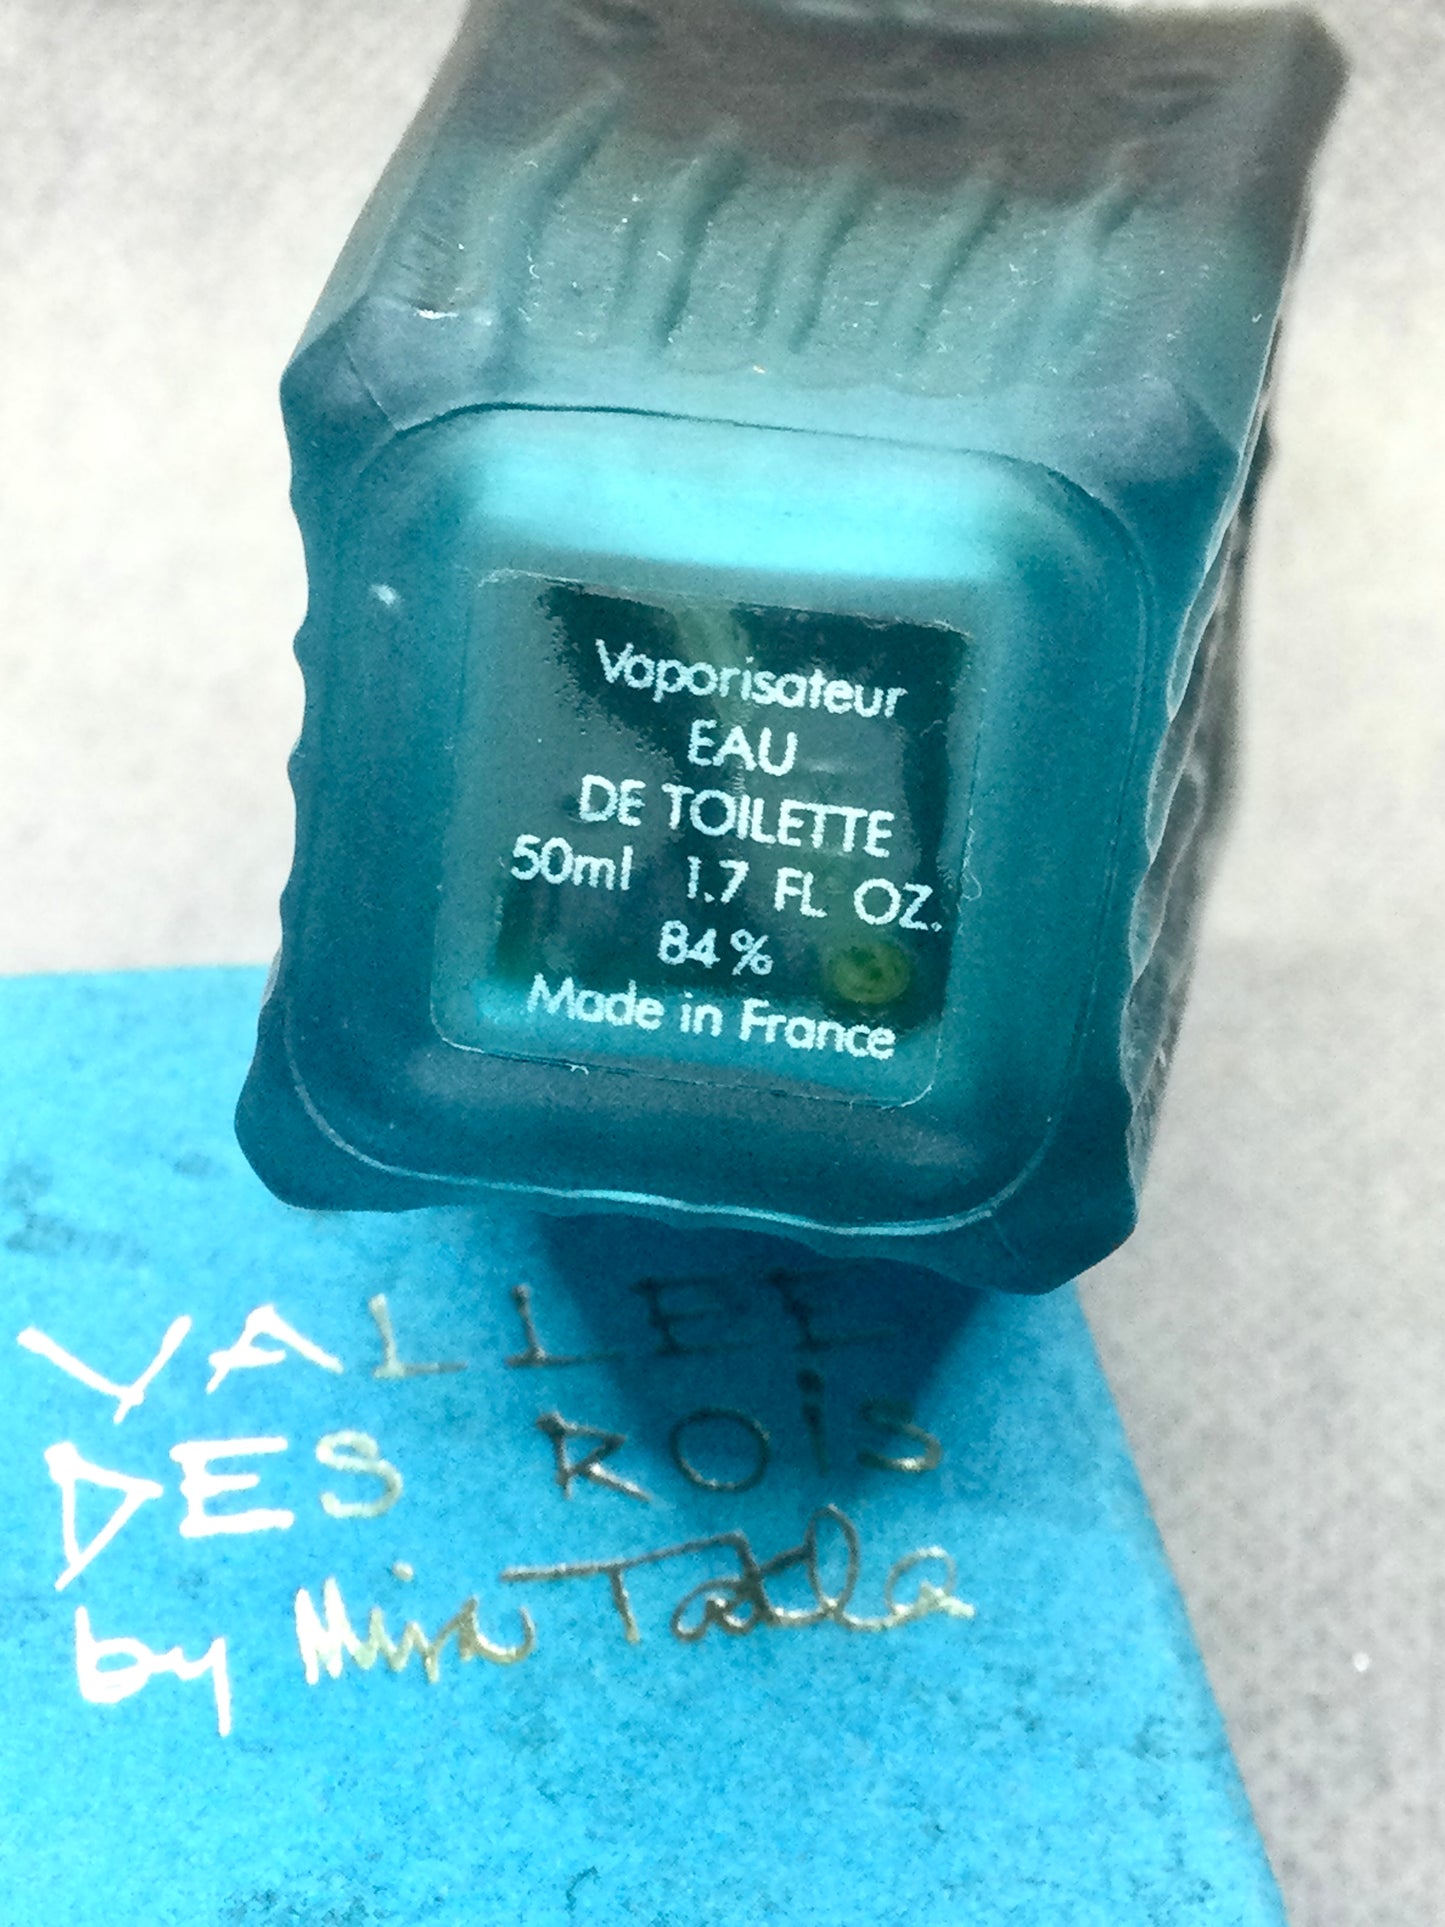 Vaporisateur
EAU
DE TOILETTE
50ml 1.7 FL OZ.
84%
Made in France
VALLEE
DES ROiS
by Mira Takla